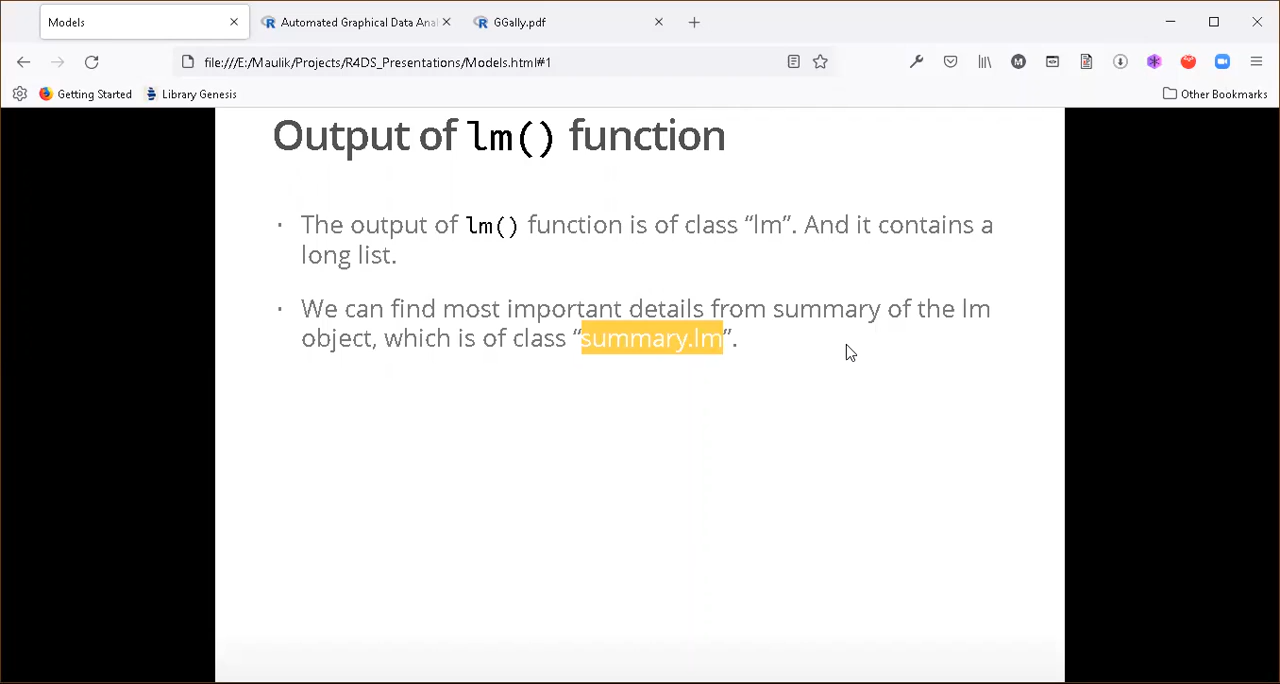 Models
Automated Graphical Data Anal
GGally.pdf
file:///E:/Maulik/Projects/R4DS_Presentations/Models.html#1
Getting Started
Library Genesis
Other Bookmarks
Output of lm() function
· The output of lm() function is of class “lm”. And it contains a
long list.
· We can find most important details from summary of the lm
object, which is of class “summary.lm”.